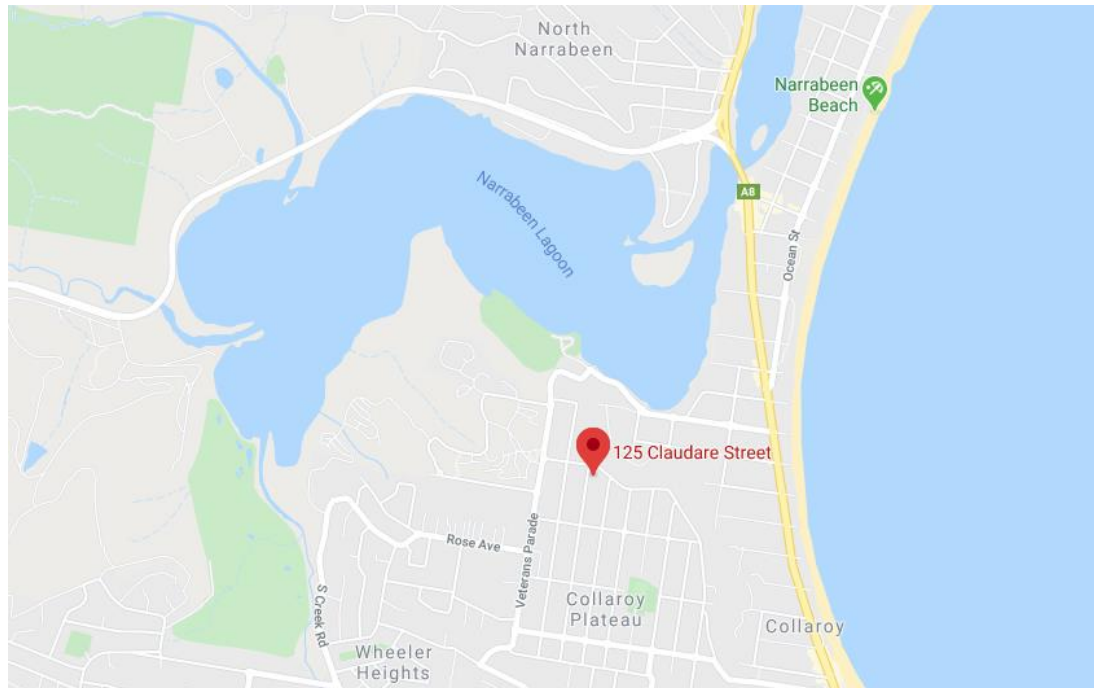 North
Narrabeen
Narrabeen
Beach
A8
Narrabeen Lagoon
Ocean St
125 Claudare Street
Veterans Parade
Rose Ave
S Creek Rd
Collaroy
Plateau
Collaroy
Wheeler
Heights